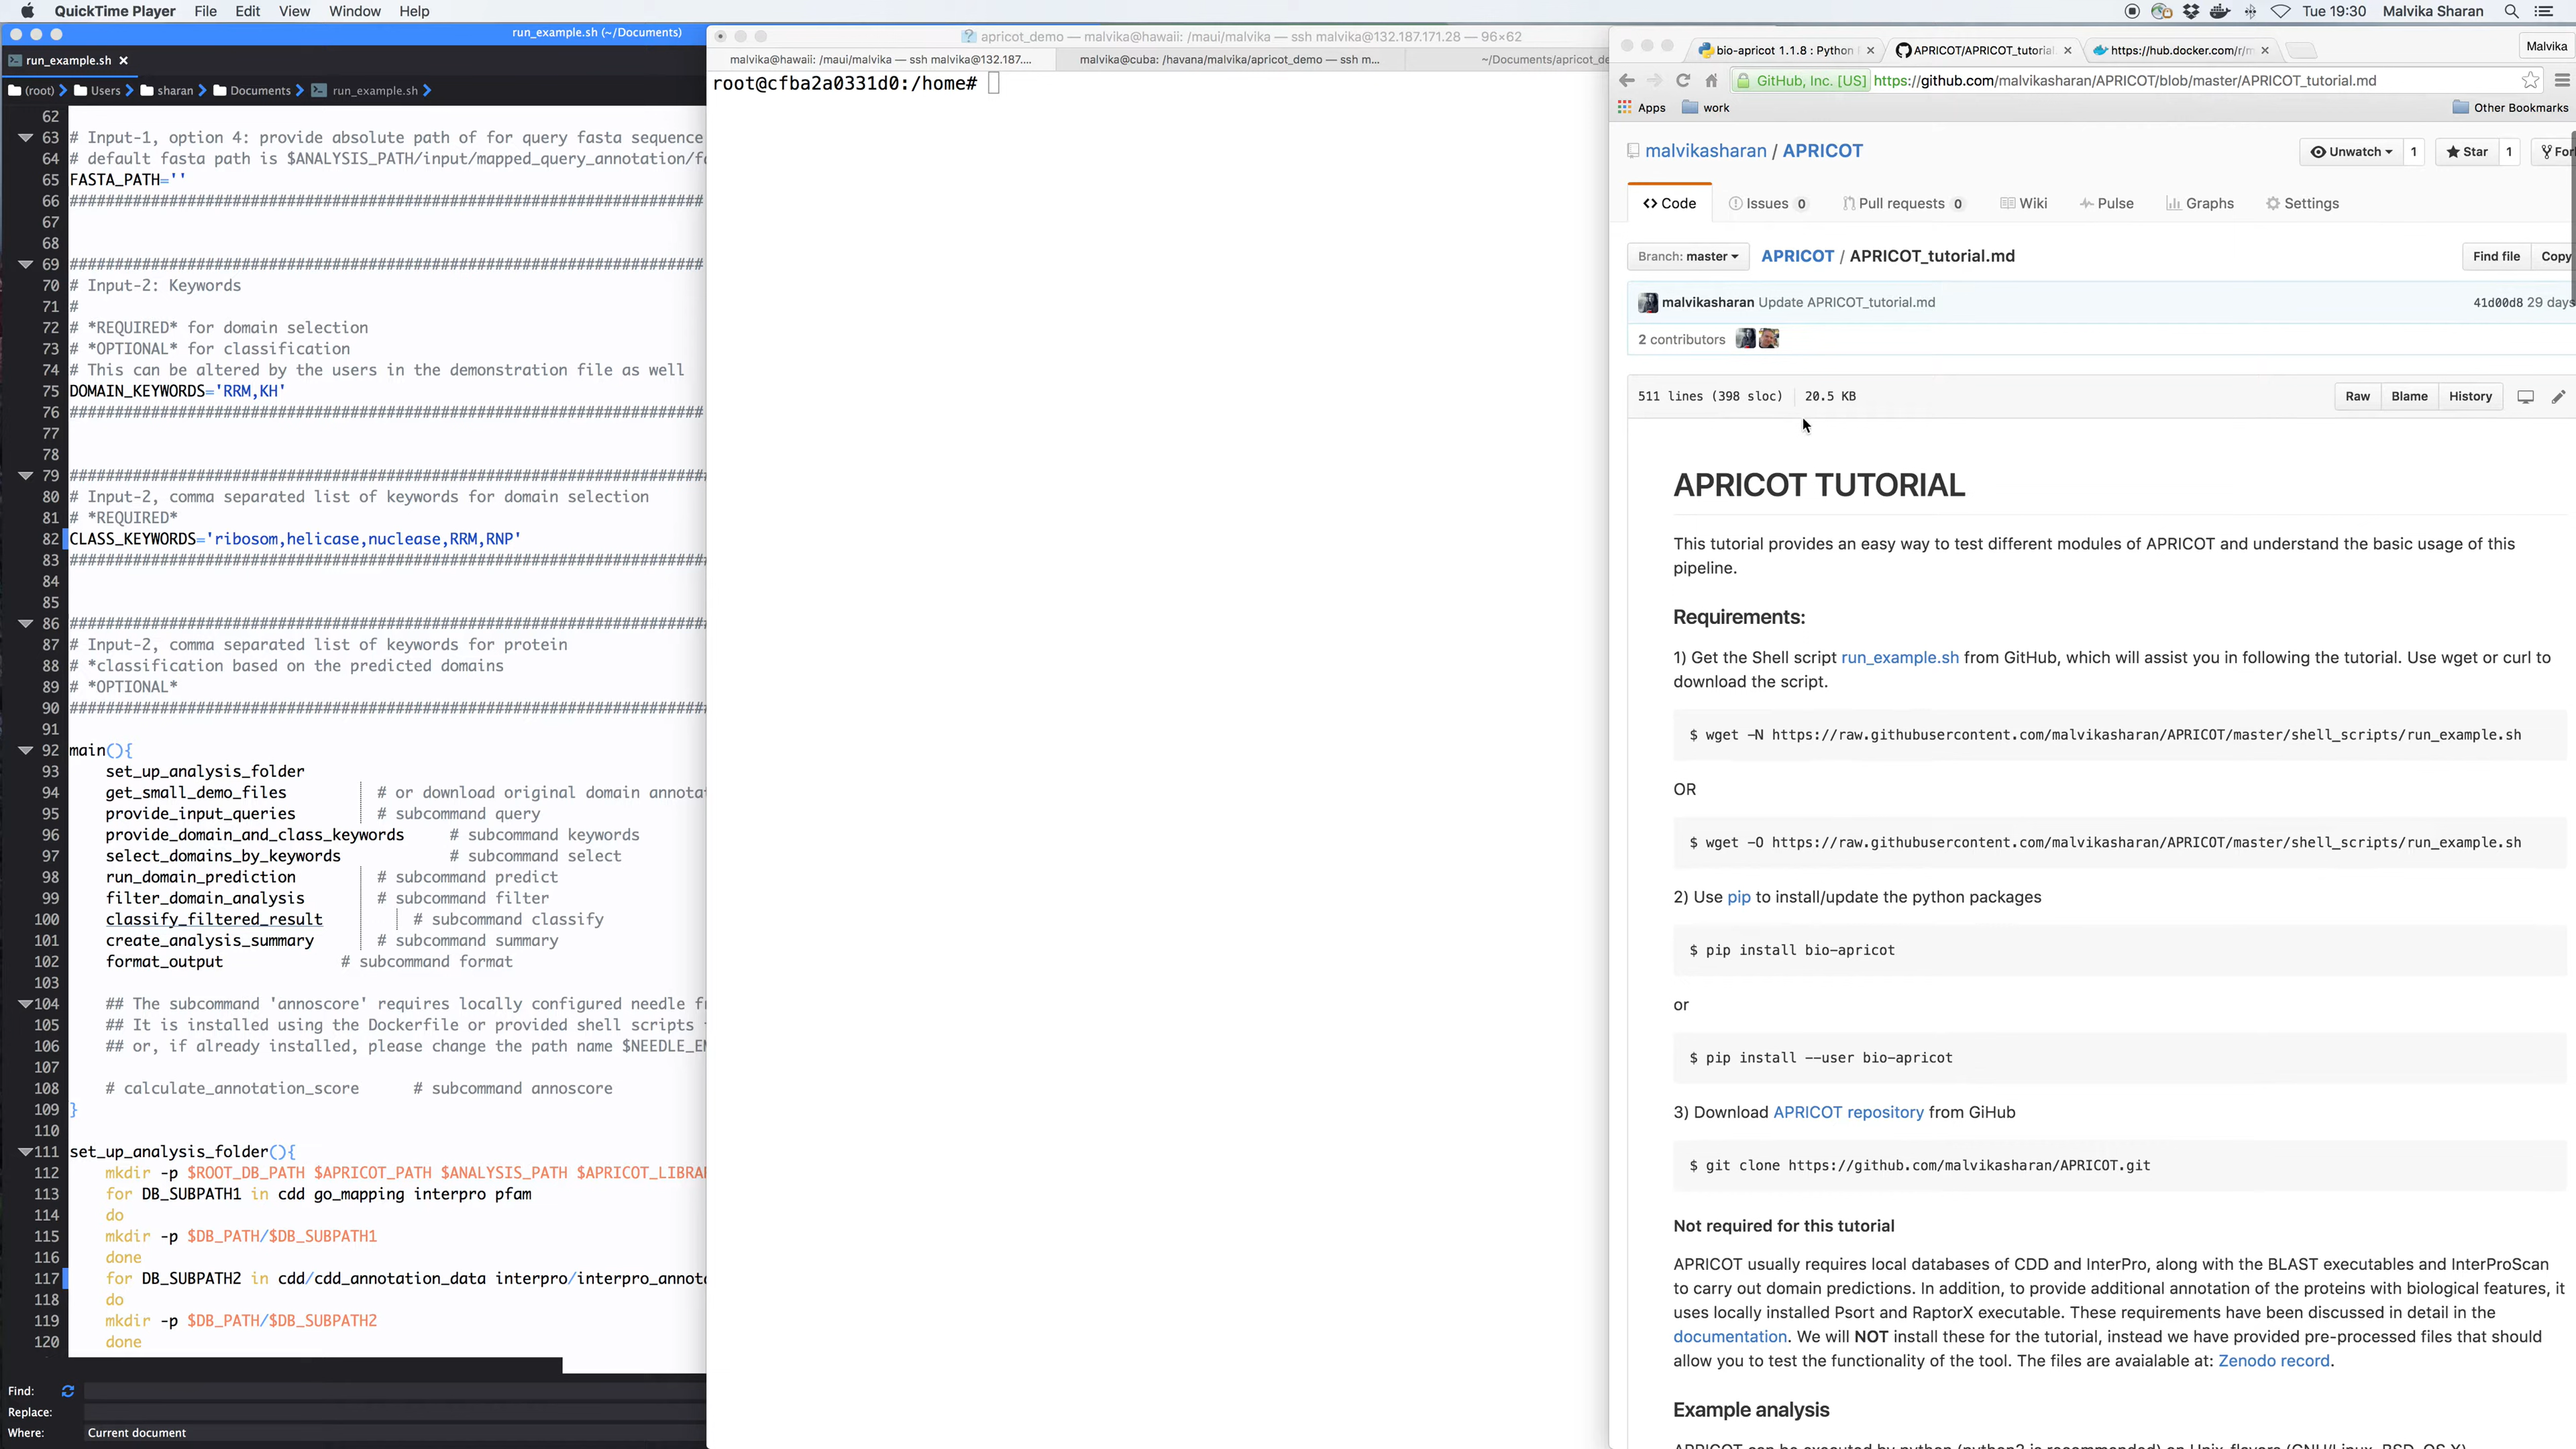 QuickTime Player File Edit View Window Help
Tue 19:30 Malvika Sharan
run_example.sh (~/Documents)
run_example.sh
(root) Users sharan Documents run_example.sh
62
63 # Input-1, option 4: provide absolute path of for query fasta sequence
64 # default fasta path is $ANALYSIS_PATH/input/mapped_query_annotation/fa
65 FASTA_PATH=''
66 ######################################################################
67
68
69 ######################################################################
70 # Input-2: Keywords
71 #
72 # *REQUIRED* for domain selection
73 # *OPTIONAL* for classification
74 # This can be altered by the users in the demonstration file as well
75 DOMAIN_KEYWORDS='RRM,KH'
76 ######################################################################
77
78
79 ######################################################################
80 # Input-2, comma separated list of keywords for domain selection
81 # *REQUIRED*
82 CLASS_KEYWORDS='ribosom,helicase,nuclease,RRM,RNP'
83 ######################################################################
84
85
86 ######################################################################
87 # Input-2, comma separated list of keywords for protein
88 # *classification based on the predicted domains
89 # *OPTIONAL*
90 ######################################################################
91
92 main(){
93 set_up_analysis_folder
94 get_small_demo_files # or download original domain annota
95 provide_input_queries # subcommand query
96 provide_domain_and_class_keywords # subcommand keywords
97 select_domains_by_keywords # subcommand select
98 run_domain_prediction # subcommand predict
99 filter_domain_analysis # subcommand filter
100 classify_filtered_result # subcommand classify
101 create_analysis_summary # subcommand summary
102 format_output # subcommand format
103
104 ## The subcommand 'annoscore' requires locally configured needle f
105 ## It is installed using the Dockerfile or provided shell scripts
106 ## or, if already installed, please change the path name $NEEDLE_EM
107
108 # calculate_annotation_score # subcommand annoscore
109 }
110
111 set_up_analysis_folder(){
112 mkdir -p $ROOT_DB_PATH $APRICOT_PATH $ANALYSIS_PATH $APRICOT_LIBRA
113 for DB_SUBPATH1 in cdd go_mapping interpro pfam
114 do
115 mkdir -p $DB_PATH/$DB_SUBPATH1
116 done
117 for DB_SUBPATH2 in cdd/cdd_annotation_data interpro/interpro_annota
118 do
119 mkdir -p $DB_PATH/$DB_SUBPATH2
120 done
Find:
Replace:
Where: Current document
apricot_demo — malvika@hawaii: /maui/malvika — ssh malvika@132.187.171.28 — 96×62
malvika@hawaii: /maui/malvika — ssh malvika@132.187....
malvika@cuba: /havana/malvika/apricot_demo — ssh m...
~/Documents/apricot_de
root@cfba2a0331d0:/home#
bio-apricot 1.1.8 : Python
APRICOT/APRICOT_tutorial
https://hub.docker.com/r/m
Malvika
GitHub, Inc. [US] https://github.com/malvikasharan/APRICOT/blob/master/APRICOT_tutorial.md
Apps work Other Bookmarks
malvikasharan / APRICOT
Unwatch 1 Star 1 For
Code Issues 0 Pull requests 0 Wiki Pulse Graphs Settings
Branch: master APRICOT / APRICOT_tutorial.md Find file Copy
malvikasharan Update APRICOT_tutorial.md 41d00d8 29 days
2 contributors
511 lines (398 sloc) 20.5 KB Raw Blame History
APRICOT TUTORIAL
This tutorial provides an easy way to test different modules of APRICOT and understand the basic usage of this
pipeline.
Requirements:
1) Get the Shell script run_example.sh from GitHub, which will assist you in following the tutorial. Use wget or curl to
download the script.
$ wget -N https://raw.githubusercontent.com/malvikasharan/APRICOT/master/shell_scripts/run_example.sh
OR
$ wget -O https://raw.githubusercontent.com/malvikasharan/APRICOT/master/shell_scripts/run_example.sh
2) Use pip to install/update the python packages
$ pip install bio-apricot
or
$ pip install --user bio-apricot
3) Download APRICOT repository from GiHub
$ git clone https://github.com/malvikasharan/APRICOT.git
Not required for this tutorial
APRICOT usually requires local databases of CDD and InterPro, along with the BLAST executables and InterProScan
to carry out domain predictions. In addition, to provide additional annotation of the proteins with biological features, it
uses locally installed Psort and RaptorX executable. These requirements have been discussed in detail in the
documentation. We will NOT install these for the tutorial, instead we have provided pre-processed files that should
allow you to test the functionality of the tool. The files are avaialable at: Zenodo record.
Example analysis